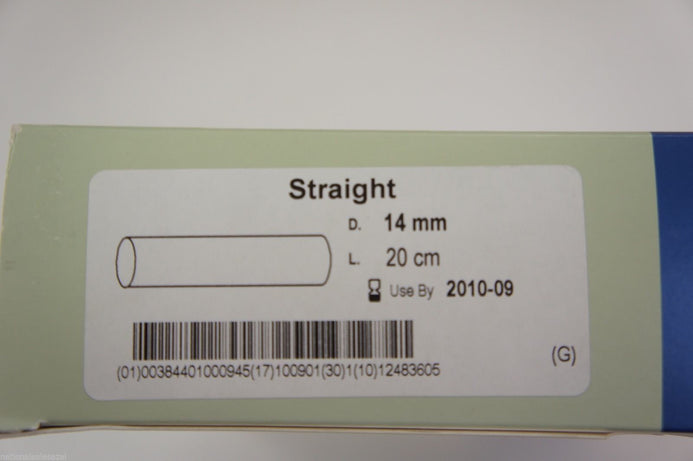 Straight
D. 14 mm
L. 20 cm
Use By 2010-09
(G)
(01)00384401000945(17)100901(30)1(10)12483605